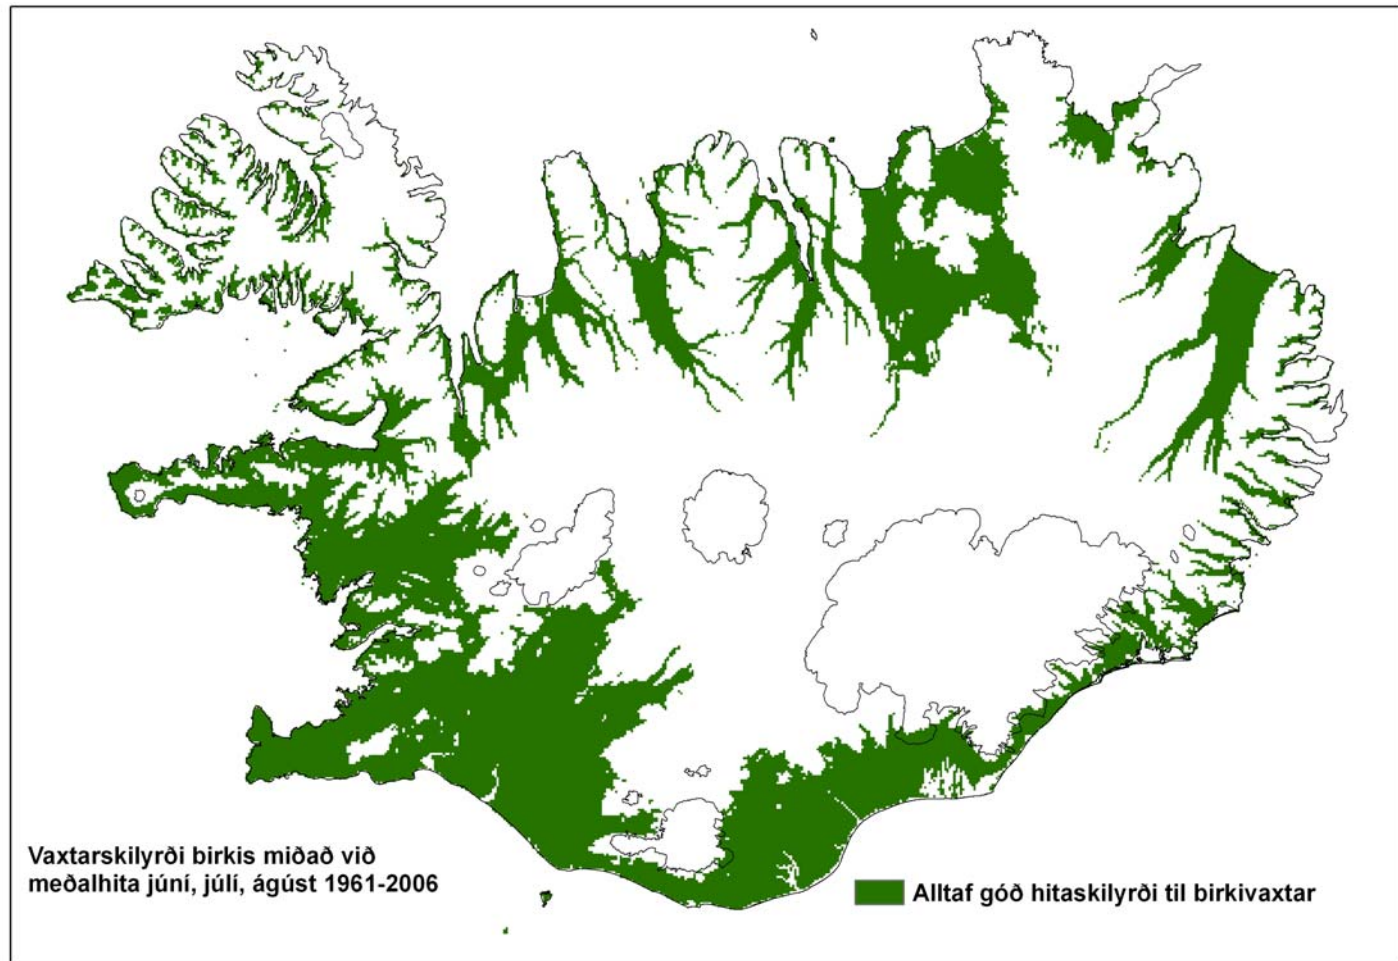 Vaxtarskilyrði birkis miðað við
meðalhita júní, júlí, ágúst 1961-2006
Alltaf góð hitaskilyrði til birkivaxtar